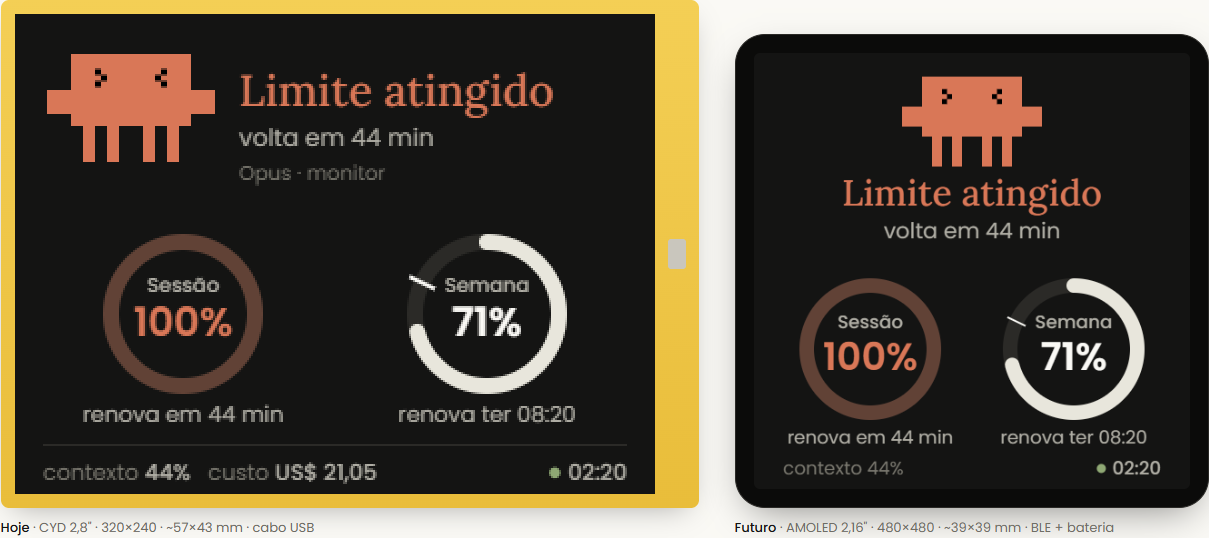 Limite atingido
volta em 44 min
Opus · monitor
Sessão
100%
renova em 44 min
Semana
71%
renova ter 08:20
contexto 44% custo US$ 21,05
02:20
Hoje · CYD 2,8" · 320×240 · ~57×43 mm · cabo USB
Limite atingido
volta em 44 min
Sessão
100%
renova em 44 min
Semana
71%
renova ter 08:20
contexto 44%
02:20
Futuro · AMOLED 2,16" · 480×480 · ~39×39 mm · BLE + bateria